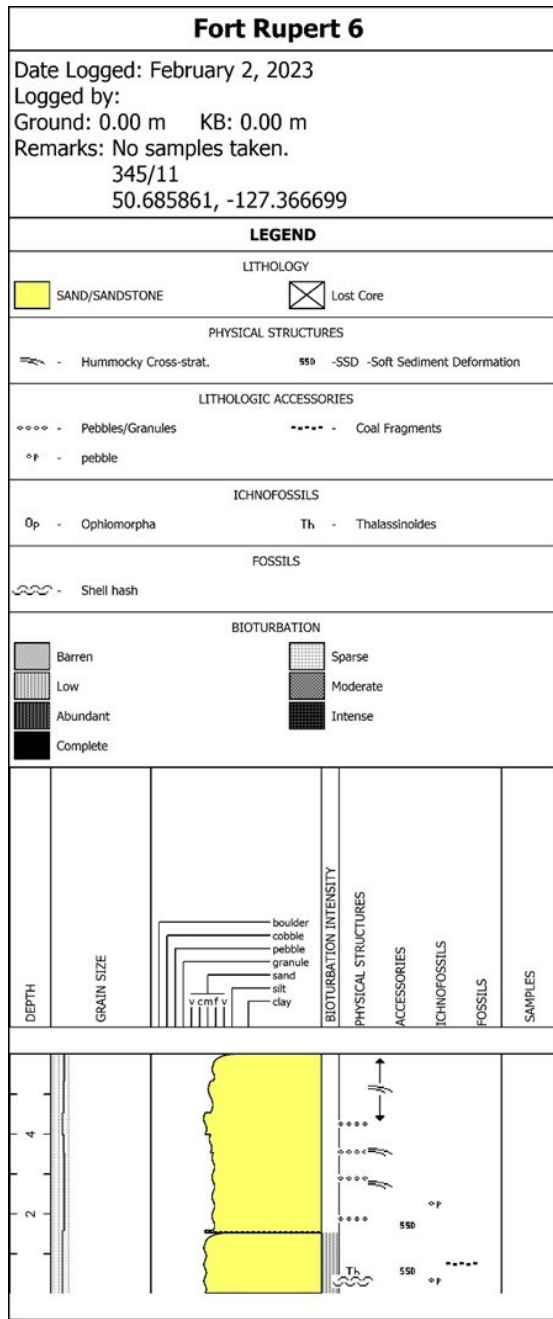 Fort Rupert 6
Date Logged: February 2, 2023
Logged by:
Ground: 0.00 m KB: 0.00 m
Remarks: No samples taken.
345/11
50.685861, -127.366699
LEGEND
LITHOLOGY
SAND/SANDSTONE Lost Core
PHYSICAL STRUCTURES
- Hummocky Cross-strat. SSD -SSD -Soft Sediment Deformation
LITHOLOGIC ACCESSORIES
- Pebbles/Granules - Coal Fragments
op - pebble
ICHNOFOSSILS
Op - Ophiomorpha Th - Thalassinoides
FOSSILS
- Shell hash
BIOTURBATION
Barren Sparse
Low Moderate
Abundant Intense
Complete
boulder
cobble
pebble
granule
sand
silt
v c m f v
clay
DEPTH
GRAIN SIZE
BIOTURBATION INTENSITY
PHYSICAL STRUCTURES
ACCESSORIES
ICHNOFOSSILS
FOSSILS
SAMPLES
4
op
2
SSD
Th SSD
op